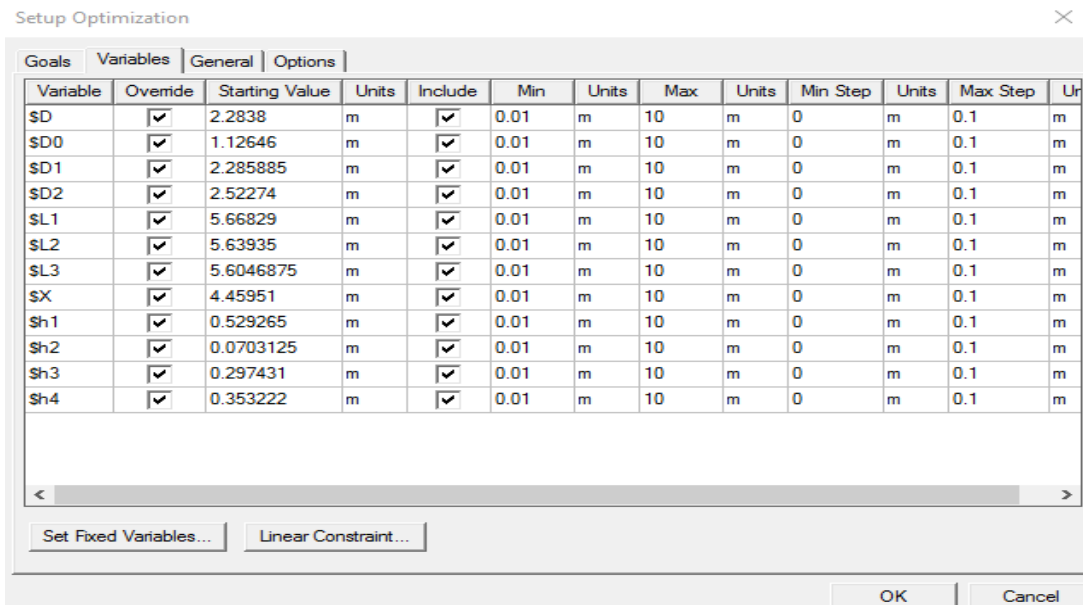 Setup Optimization
Goals Variables General Options
Variable Override Starting Value Units Include Min Units Max Units Min Step Units Max Step Un
$D 2.2838 m 0.01 m 10 m 0 m 0.1 m
$D0 1.12646 m 0.01 m 10 m 0 m 0.1 m
$D1 2.285885 m 0.01 m 10 m 0 m 0.1 m
$D2 2.52274 m 0.01 m 10 m 0 m 0.1 m
$L1 5.66829 m 0.01 m 10 m 0 m 0.1 m
$L2 5.63935 m 0.01 m 10 m 0 m 0.1 m
$L3 5.6046875 m 0.01 m 10 m 0 m 0.1 m
$X 4.45951 m 0.01 m 10 m 0 m 0.1 m
$h1 0.529265 m 0.01 m 10 m 0 m 0.1 m
$h2 0.0703125 m 0.01 m 10 m 0 m 0.1 m
$h3 0.297431 m 0.01 m 10 m 0 m 0.1 m
$h4 0.353222 m 0.01 m 10 m 0 m 0.1 m
Set Fixed Variables... Linear Constraint...
OK Cancel